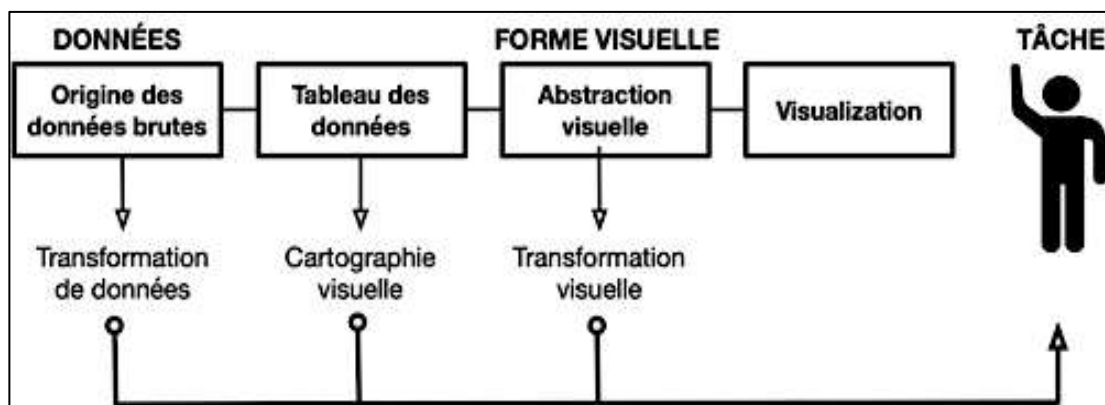 DONNÉES
FORME VISUELLE
TÂCHE
Origine des
données brutes
Tableau des
données
Abstraction
visuelle
Visualization
Transformation
de données
Cartographie
visuelle
Transformation
visuelle